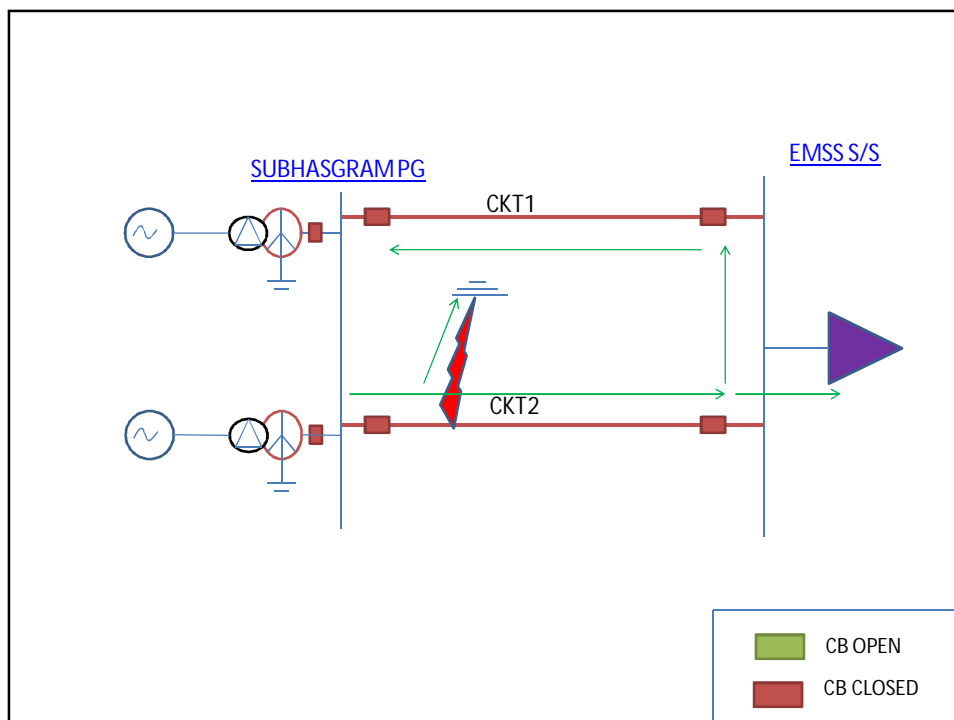 EMSS S/S
SUBHASGRAM PG
CKT1
CKT2
CB OPEN
CB CLOSED